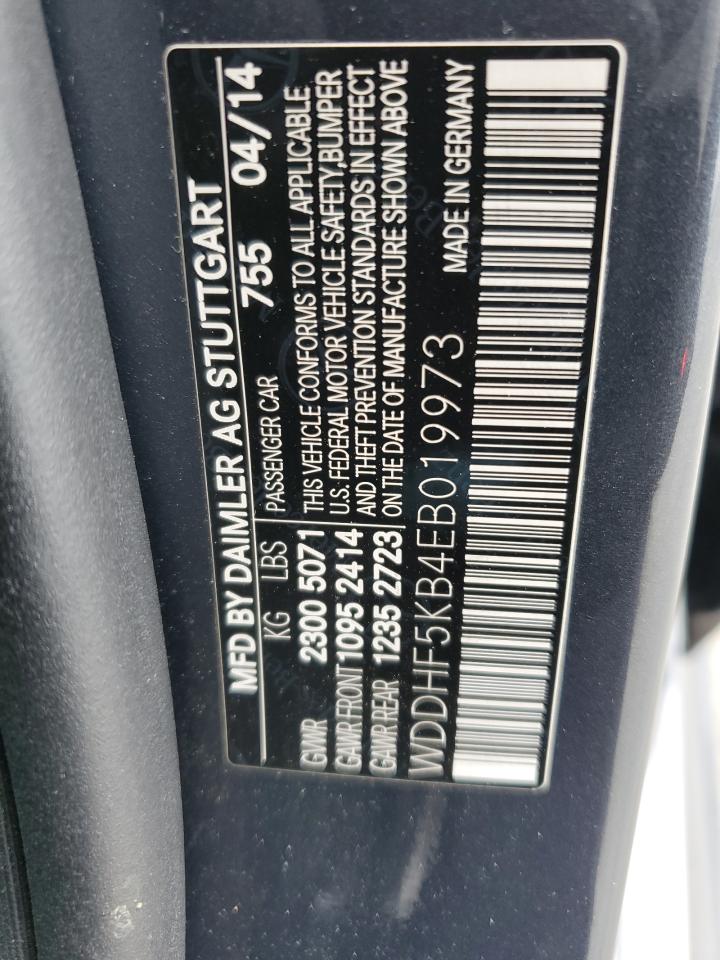 MFD BY DAIMLER AG STUTTGART
KG LBS PASSENGER CAR 755 04/14
GVWR 2300 5071 THIS VEHICLE CONFORMS TO ALL APPLICABLE
GAWR FRONT 1095 2414 U.S. FEDERAL MOTOR VEHICLE SAFETY,BUMPER
GAWR REAR 1235 2723 AND THEFT PREVENTION STANDARDS IN EFFECT
ON THE DATE OF MANUFACTURE SHOWN ABOVE
WDDHF5KB4EB019973 MADE IN GERMANY